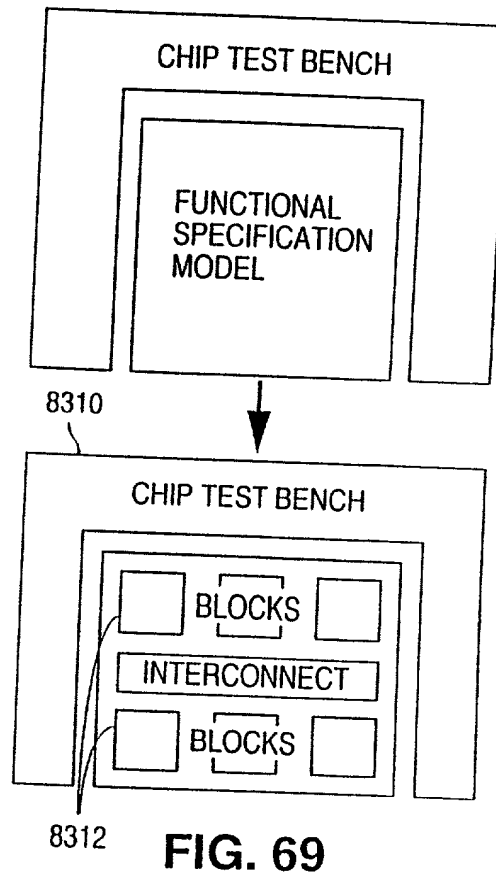 CHIP TEST BENCH
FUNCTIONAL
SPECIFICATION
MODEL
8310
CHIP TEST BENCH
BLOCKS
INTERCONNECT
BLOCKS
8312
FIG. 69